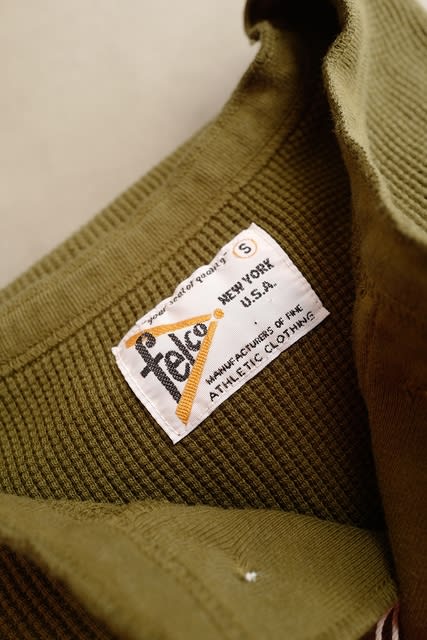 "your seal of quality"
S
felco
NEW YORK
U.S.A.
MANUFACTURERS OF FINE
ATHLETIC CLOTHING